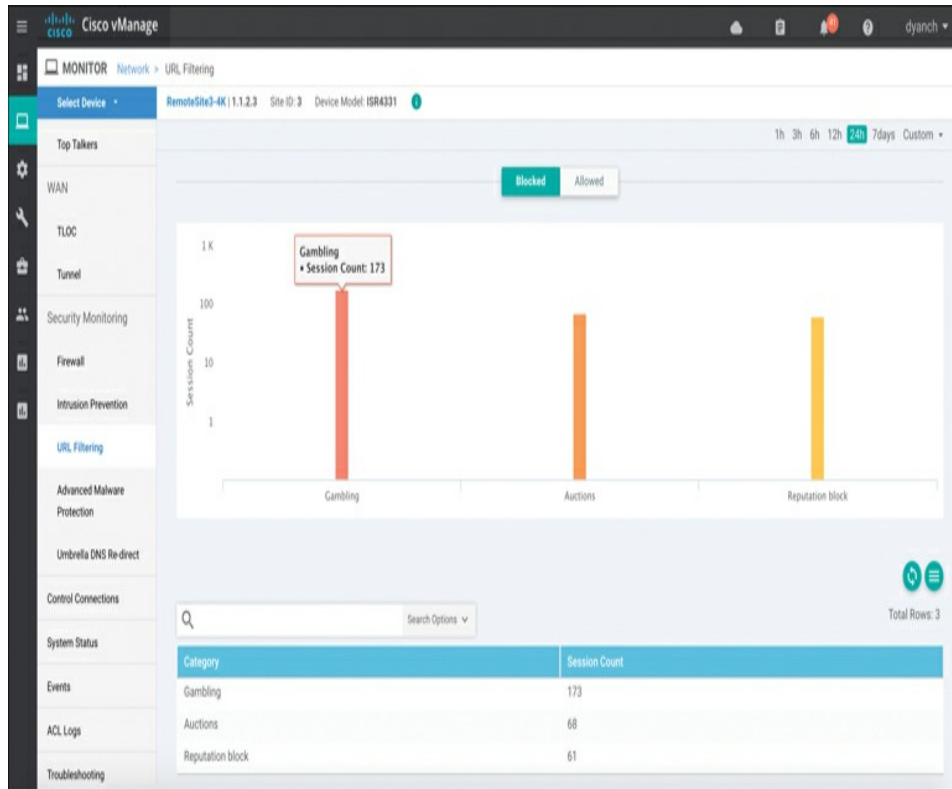 cisco Cisco vManage
dyanch
MONITOR Network > URL Filtering
Select Device
RemoteSite3-4K | 1.1.2.3 Site ID: 3 Device Model: ISR4331
1h 3h 6h 12h 24h 7days Custom
Top Talkers
WAN
TLOC
Tunnel
Security Monitoring
Firewall
Intrusion Prevention
URL Filtering
Advanced Malware
Protection
Umbrella DNS Re-direct
Control Connections
System Status
Events
ACL Logs
Troubleshooting
Blocked Allowed
Session Count
1 K
100
10
1
Gambling
• Session Count: 173
Gambling Auctions Reputation block
Search Options
Total Rows: 3
Category Session Count
Gambling 173
Auctions 68
Reputation block 61